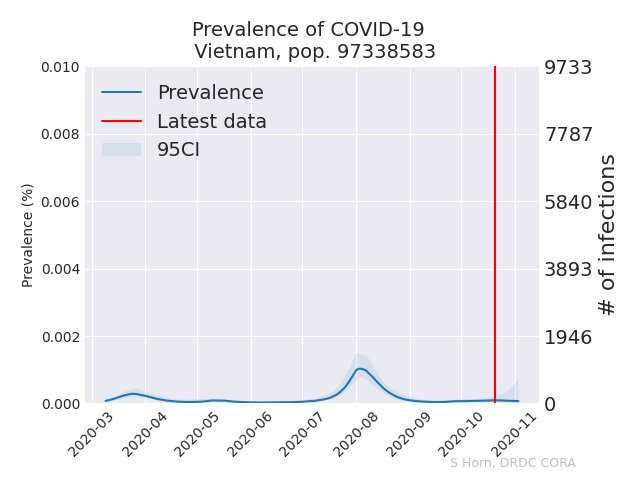 Prevalence of COVID-19
Vietnam, pop. 97338583
Prevalence
Latest data
95CI
Prevalence (%)
0.010
0.008
0.006
0.004
0.002
0.000
9733
7787
5840
3893
1946
0
# of infections
2020-03
2020-04
2020-05
2020-06
2020-07
2020-08
2020-09
2020-10
2020-11
S Horn, DRDC CORA